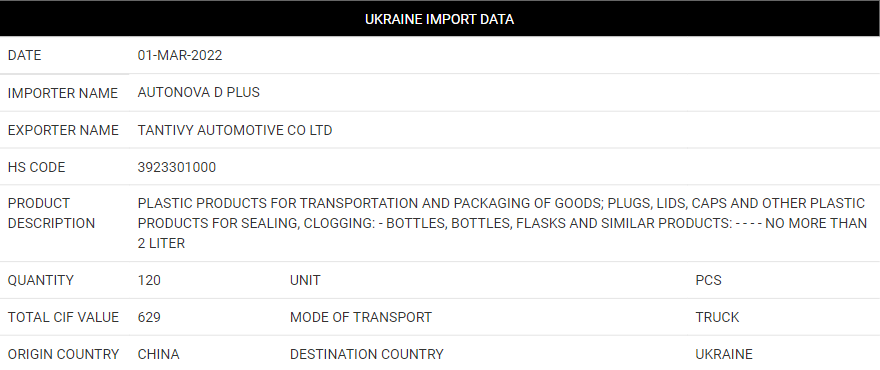 UKRAINE IMPORT DATA
DATE 01-MAR-2022
IMPORTER NAME AUTONOVA D PLUS
EXPORTER NAME TANTIVY AUTOMOTIVE CO LTD
HS CODE 3923301000
PRODUCT DESCRIPTION PLASTIC PRODUCTS FOR TRANSPORTATION AND PACKAGING OF GOODS; PLUGS, LIDS, CAPS AND OTHER PLASTIC
PRODUCTS FOR SEALING, CLOGGING: - BOTTLES, BOTTLES, FLASKS AND SIMILAR PRODUCTS: - - - - NO MORE THAN
2 LITER
QUANTITY 120 UNIT PCS
TOTAL CIF VALUE 629 MODE OF TRANSPORT TRUCK
ORIGIN COUNTRY CHINA DESTINATION COUNTRY UKRAINE